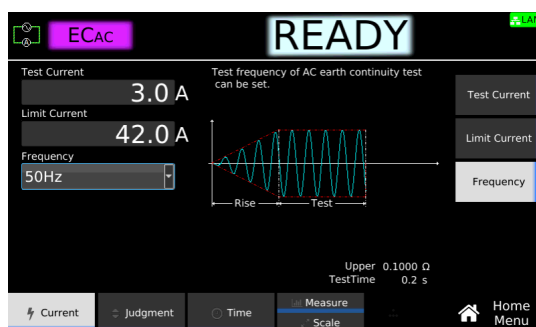 ECAC
READY
LAN
Test Current
3.0 A
Limit Current
42.0 A
Frequency
50Hz
Test frequency of AC earth continuity test
can be set.
Rise
Test
Upper 0.1000 Ω
TestTime 0.2 s
Test Current
Limit Current
Frequency
Current
Judgment
Time
Measure
Scale
Home
Menu